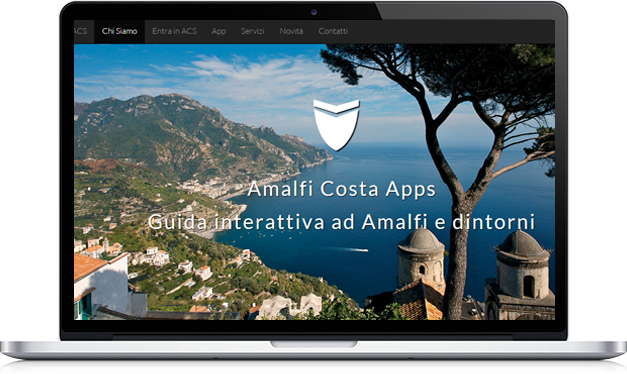 ACS Chi Siamo Entra in ACS App Servizi Novità Contatti
Amalfi Costa Apps
Guida interattiva ad Amalfi e dintorni